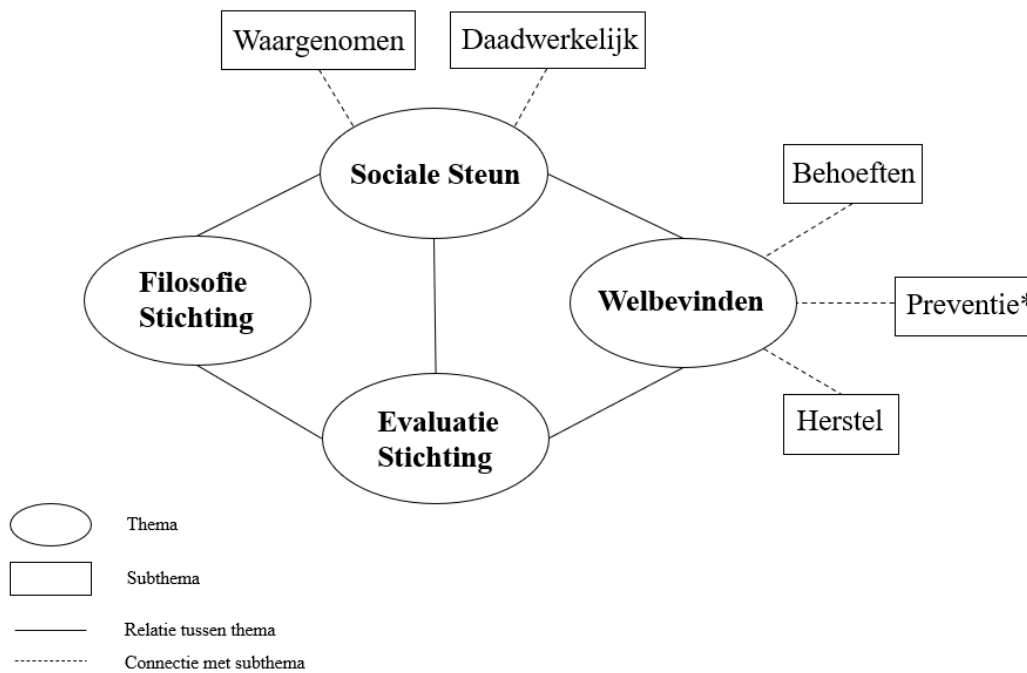 Waargenomen
Daadwerkelijk
Sociale Steun
Behoeften
Filosofie
Stichting
Welbevinden
Preventie*
Evaluatie
Stichting
Herstel
Thema
Subthema
Relatie tussen thema
Connectie met subthema